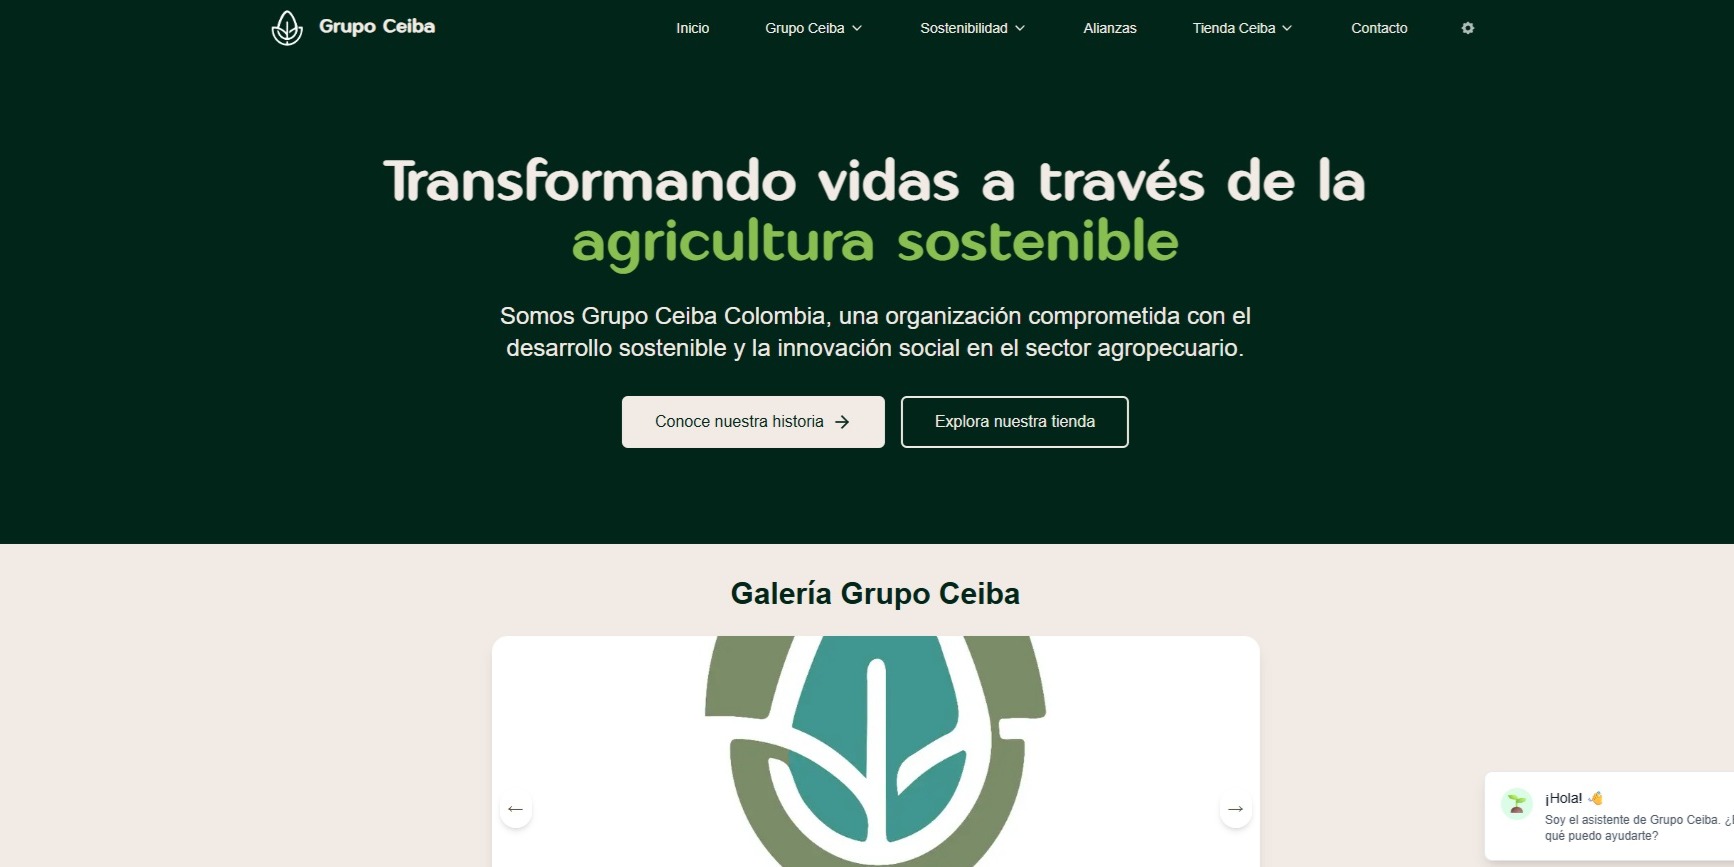 Grupo Ceiba
Inicio
Grupo Ceiba
Sostenibilidad
Alianzas
Tienda Ceiba
Contacto
Transformando vidas a través de la
agricultura sostenible
Somos Grupo Ceiba Colombia, una organización comprometida con el
desarrollo sostenible y la innovación social en el sector agropecuario.
Conoce nuestra historia →
Explora nuestra tienda
Galería Grupo Ceiba
← →
¡Hola! 👋
Soy el asistente de Grupo Ceiba.
qué puedo ayudarte?